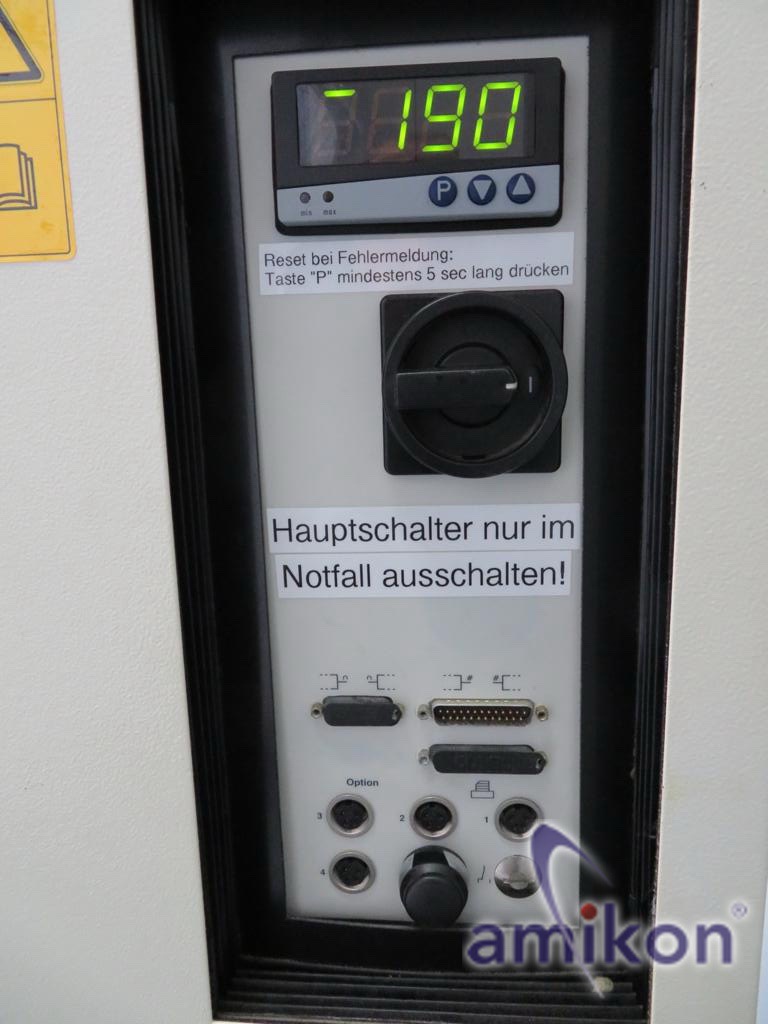 -190
min max
P
Reset bei Fehlermeldung:
Taste "P" mindestens 5 sec lang drücken
I
Hauptschalter nur im
Notfall ausschalten!
Option
3 2 1
4
amikon®